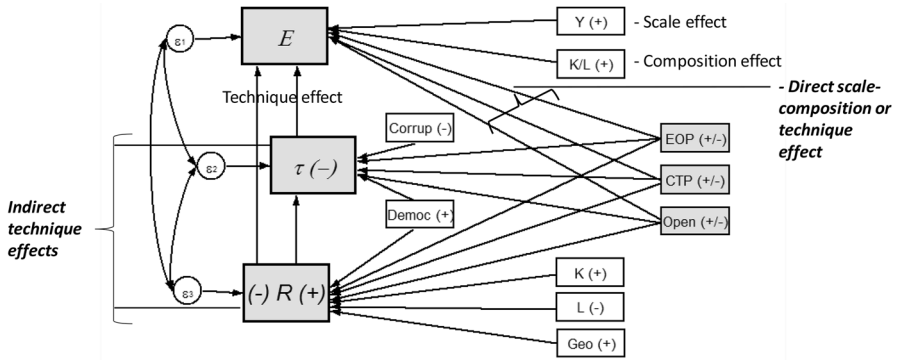 Y (+)
- Scale effect
ε1
E
K/L (+)
- Composition effect
Technique effect
- Direct scale-
composition or
technique
effect
Corrup (-)
EOP (+/-)
ε2
τ (–)
CTP (+/-)
Democ (+)
Open (+/-)
Indirect
technique
effects
K (+)
ε3
(-) R (+)
L (-)
Geo (+)